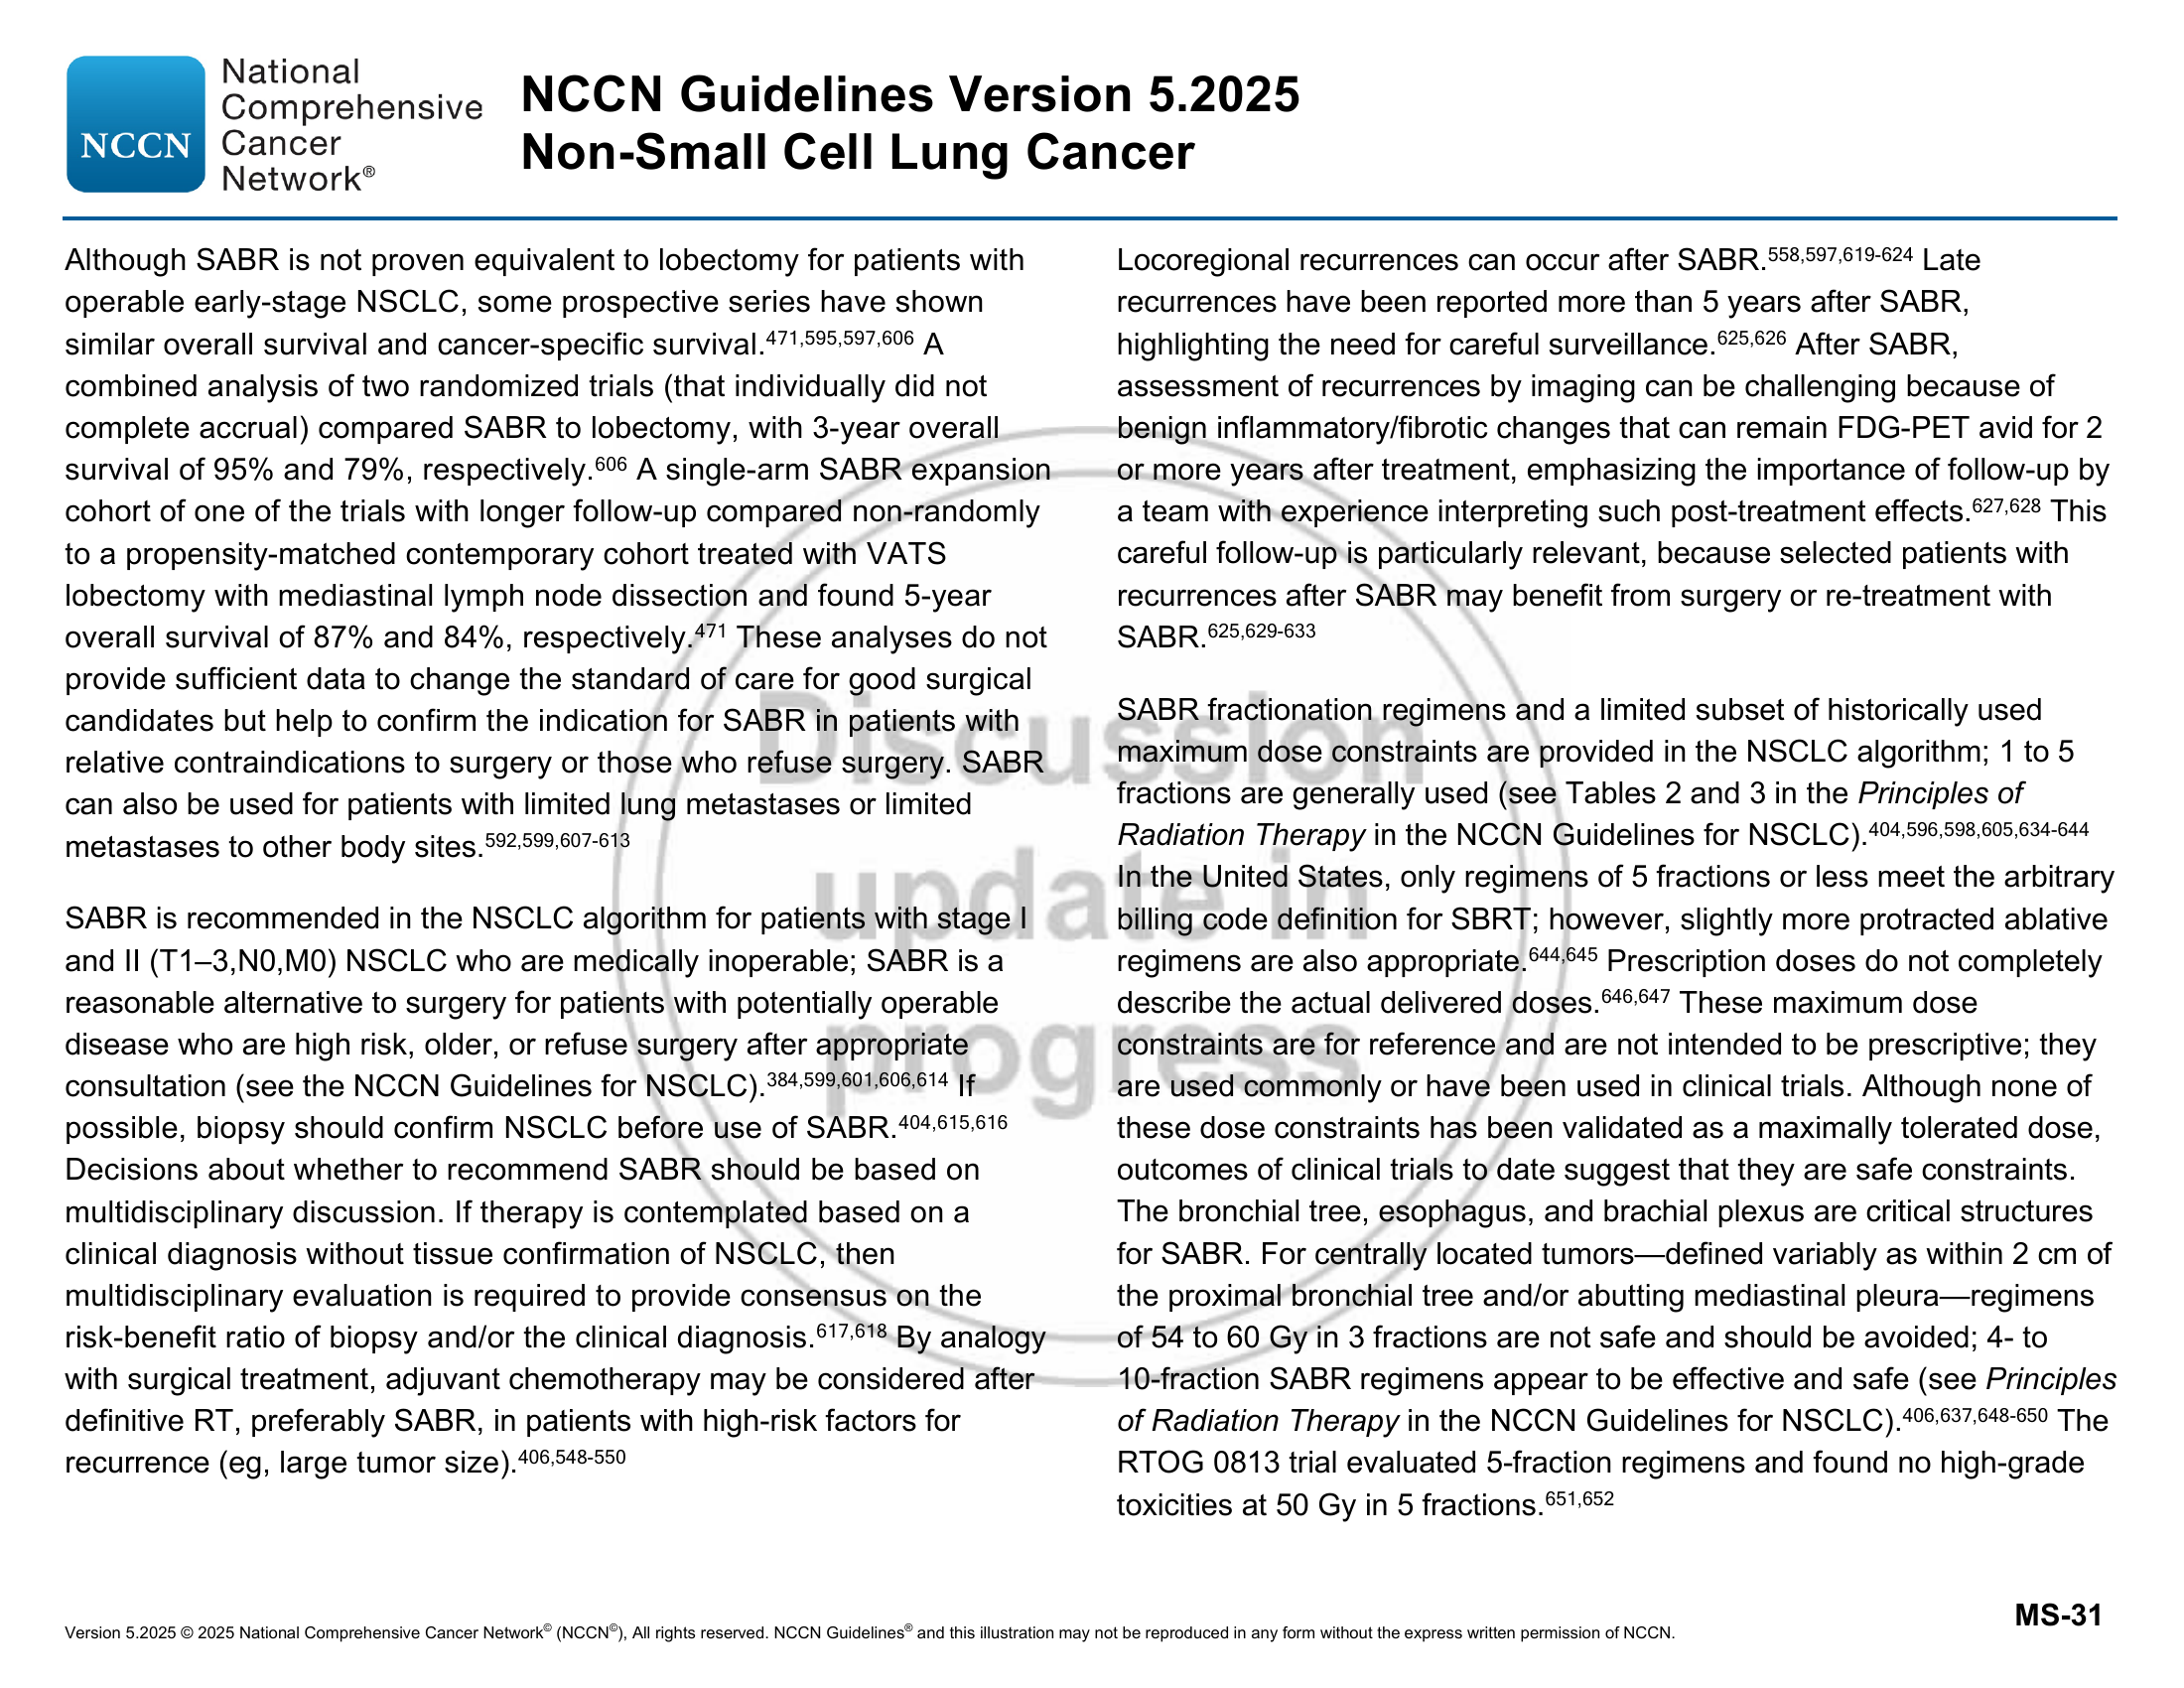 National
Comprehensive
NCCN Cancer
Network®
NCCN Guidelines Version 5.2025
Non-Small Cell Lung Cancer
Although SABR is not proven equivalent to lobectomy for patients with
operable early-stage NSCLC, some prospective series have shown
similar overall survival and cancer-specific survival.471,595,597,606 A
combined analysis of two randomized trials (that individually did not
complete accrual) compared SABR to lobectomy, with 3-year overall
survival of 95% and 79%, respectively.606 A single-arm SABR expansion
cohort of one of the trials with longer follow-up compared non-randomly
to a propensity-matched contemporary cohort treated with VATS
lobectomy with mediastinal lymph node dissection and found 5-year
overall survival of 87% and 84%, respectively.471 These analyses do not
provide sufficient data to change the standard of care for good surgical
candidates but help to confirm the indication for SABR in patients with
relative contraindications to surgery or those who refuse surgery. SABR
can also be used for patients with limited lung metastases or limited
metastases to other body sites.592,599,607-613
SABR is recommended in the NSCLC algorithm for patients with stage I
and II (T1–3,N0,M0) NSCLC who are medically inoperable; SABR is a
reasonable alternative to surgery for patients with potentially operable
disease who are high risk, older, or refuse surgery after appropriate
consultation (see the NCCN Guidelines for NSCLC).384,599,601,606,614 If
possible, biopsy should confirm NSCLC before use of SABR.404,615,616
Decisions about whether to recommend SABR should be based on
multidisciplinary discussion. If therapy is contemplated based on a
clinical diagnosis without tissue confirmation of NSCLC, then
multidisciplinary evaluation is required to provide consensus on the
risk-benefit ratio of biopsy and/or the clinical diagnosis.617,618 By analogy
with surgical treatment, adjuvant chemotherapy may be considered after
definitive RT, preferably SABR, in patients with high-risk factors for
recurrence (eg, large tumor size).406,548-550
Locoregional recurrences can occur after SABR.558,597,619-624 Late
recurrences have been reported more than 5 years after SABR,
highlighting the need for careful surveillance.625,626 After SABR,
assessment of recurrences by imaging can be challenging because of
benign inflammatory/fibrotic changes that can remain FDG-PET avid for 2
or more years after treatment, emphasizing the importance of follow-up by
a team with experience interpreting such post-treatment effects.627,628 This
careful follow-up is particularly relevant, because selected patients with
recurrences after SABR may benefit from surgery or re-treatment with
SABR.625,629-633
SABR fractionation regimens and a limited subset of historically used
maximum dose constraints are provided in the NSCLC algorithm; 1 to 5
fractions are generally used (see Tables 2 and 3 in the Principles of
Radiation Therapy in the NCCN Guidelines for NSCLC).404,596,598,605,634-644
In the United States, only regimens of 5 fractions or less meet the arbitrary
billing code definition for SBRT; however, slightly more protracted ablative
regimens are also appropriate.644,645 Prescription doses do not completely
describe the actual delivered doses.646,647 These maximum dose
constraints are for reference and are not intended to be prescriptive; they
are used commonly or have been used in clinical trials. Although none of
these dose constraints has been validated as a maximally tolerated dose,
outcomes of clinical trials to date suggest that they are safe constraints.
The bronchial tree, esophagus, and brachial plexus are critical structures
for SABR. For centrally located tumors—defined variably as within 2 cm of
the proximal bronchial tree and/or abutting mediastinal pleura—regimens
of 54 to 60 Gy in 3 fractions are not safe and should be avoided; 4- to
10-fraction SABR regimens appear to be effective and safe (see Principles
of Radiation Therapy in the NCCN Guidelines for NSCLC).406,637,648-650 The
RTOG 0813 trial evaluated 5-fraction regimens and found no high-grade
toxicities at 50 Gy in 5 fractions.651,652
Discussion
update in
progress
MS-31
Version 5.2025 © 2025 National Comprehensive Cancer Network© (NCCN©), All rights reserved. NCCN Guidelines® and this illustration may not be reproduced in any form without the express written permission of NCCN.